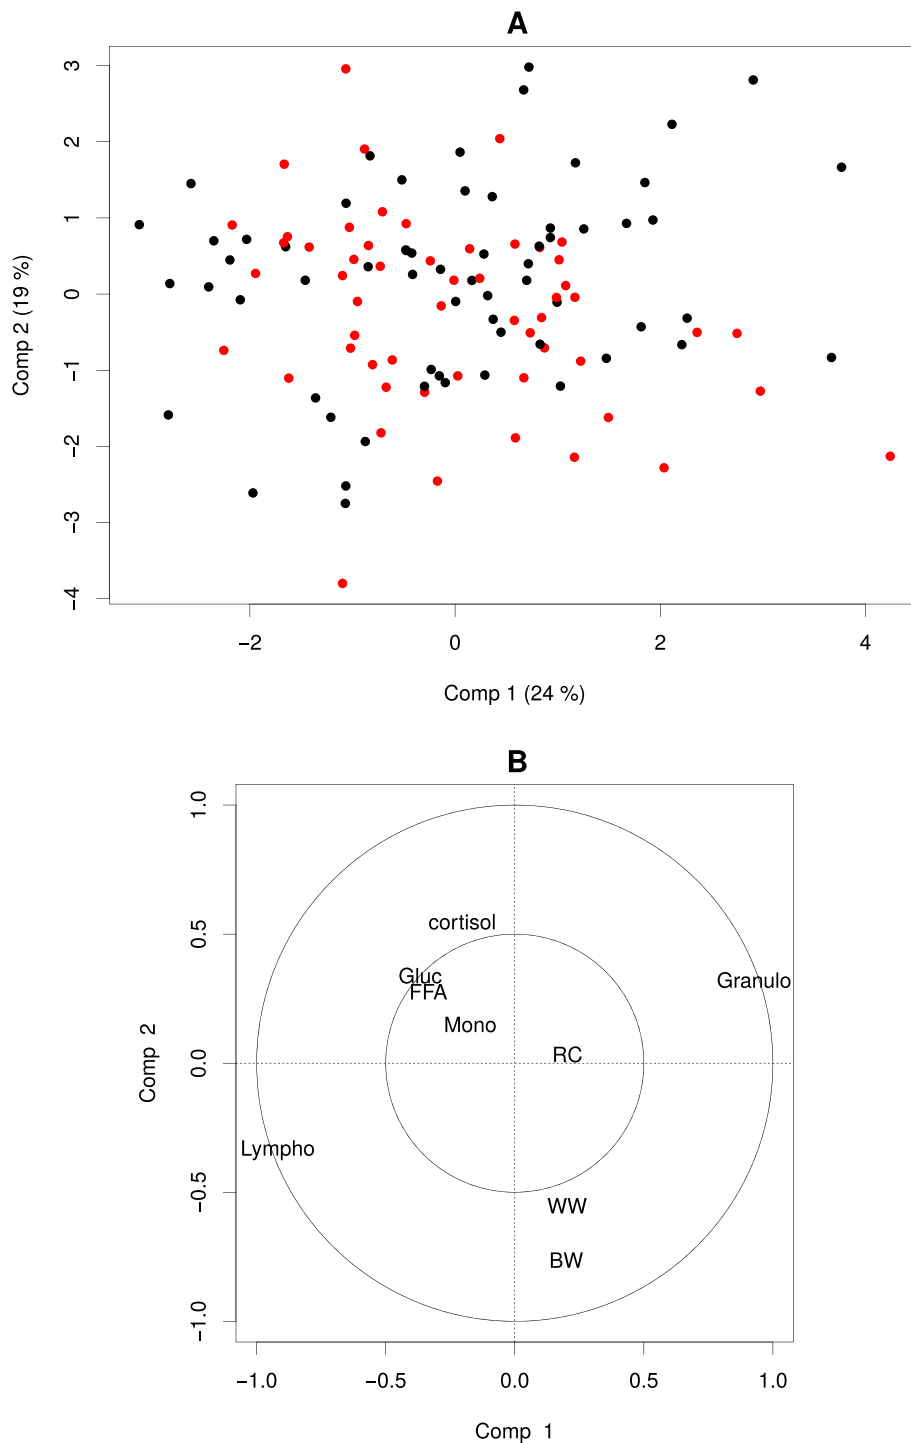 A
3
2
1
0
−1
−2
−3
−4
Comp 2 (19 %)
−2 0 2 4
Comp 1 (24 %)
B
1.0
0.5
0.0
−0.5
−1.0
Comp 2
cortisol
Gluc
FFA
Granulo
Mono
RC
Lympho
WW
BW
−1.0 −0.5 0.0 0.5 1.0
Comp 1